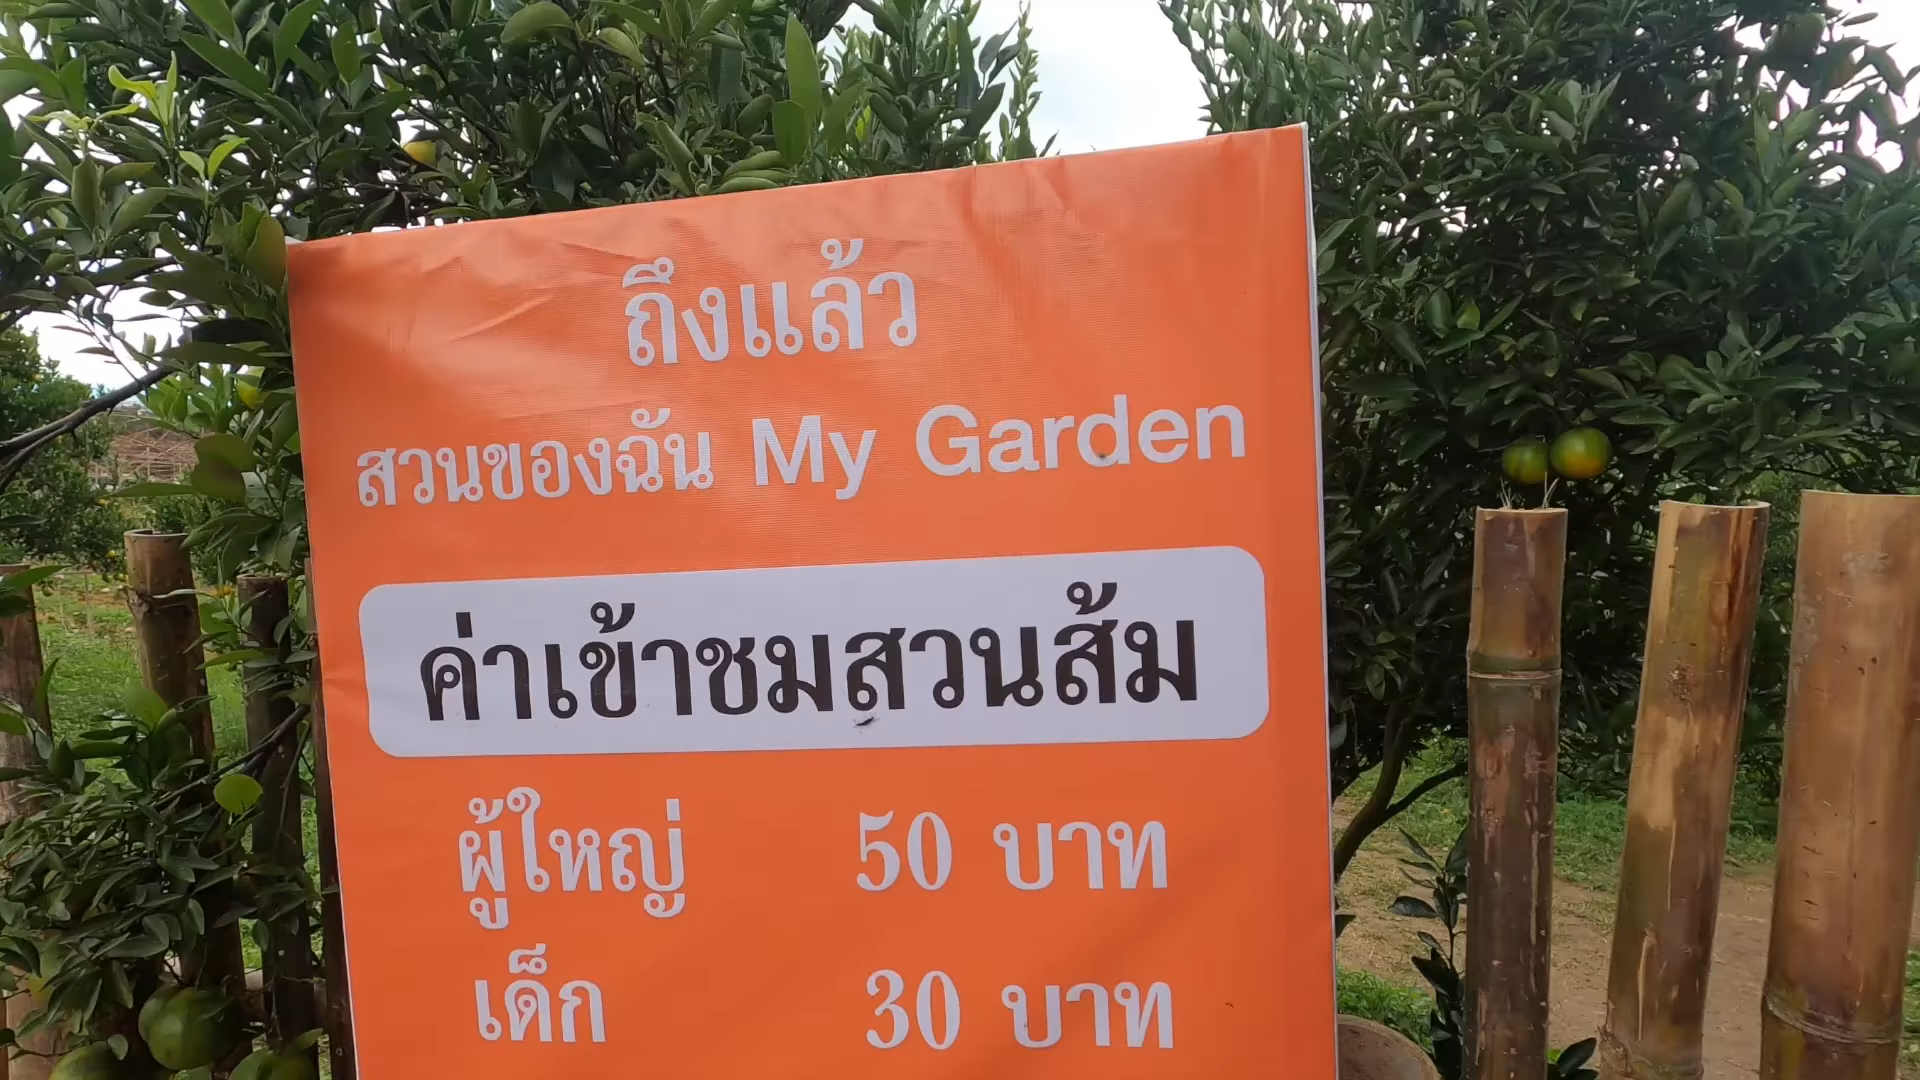 ถึงแล้ว
สวนของฉัน My Garden
ค่าเข้าชมสวนส้ม
ผู้ใหญ่ 50 บาท
เด็ก 30 บาท